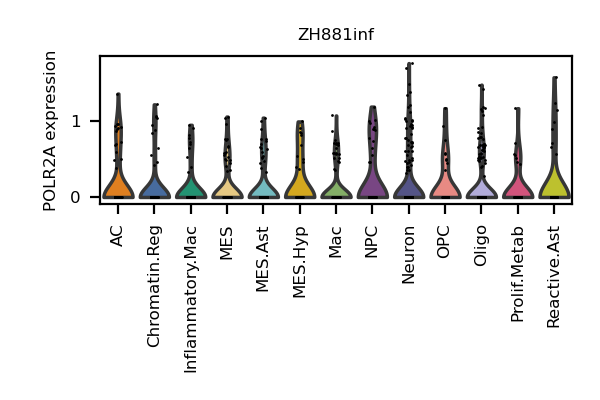 ZH881inf
POLR2A expression
1
0
AC
Chromatin.Reg
Inflammatory.Mac
MES
MES.Ast
MES.Hyp
Mac
NPC
Neuron
OPC
Oligo
Prolif.Metab
Reactive.Ast